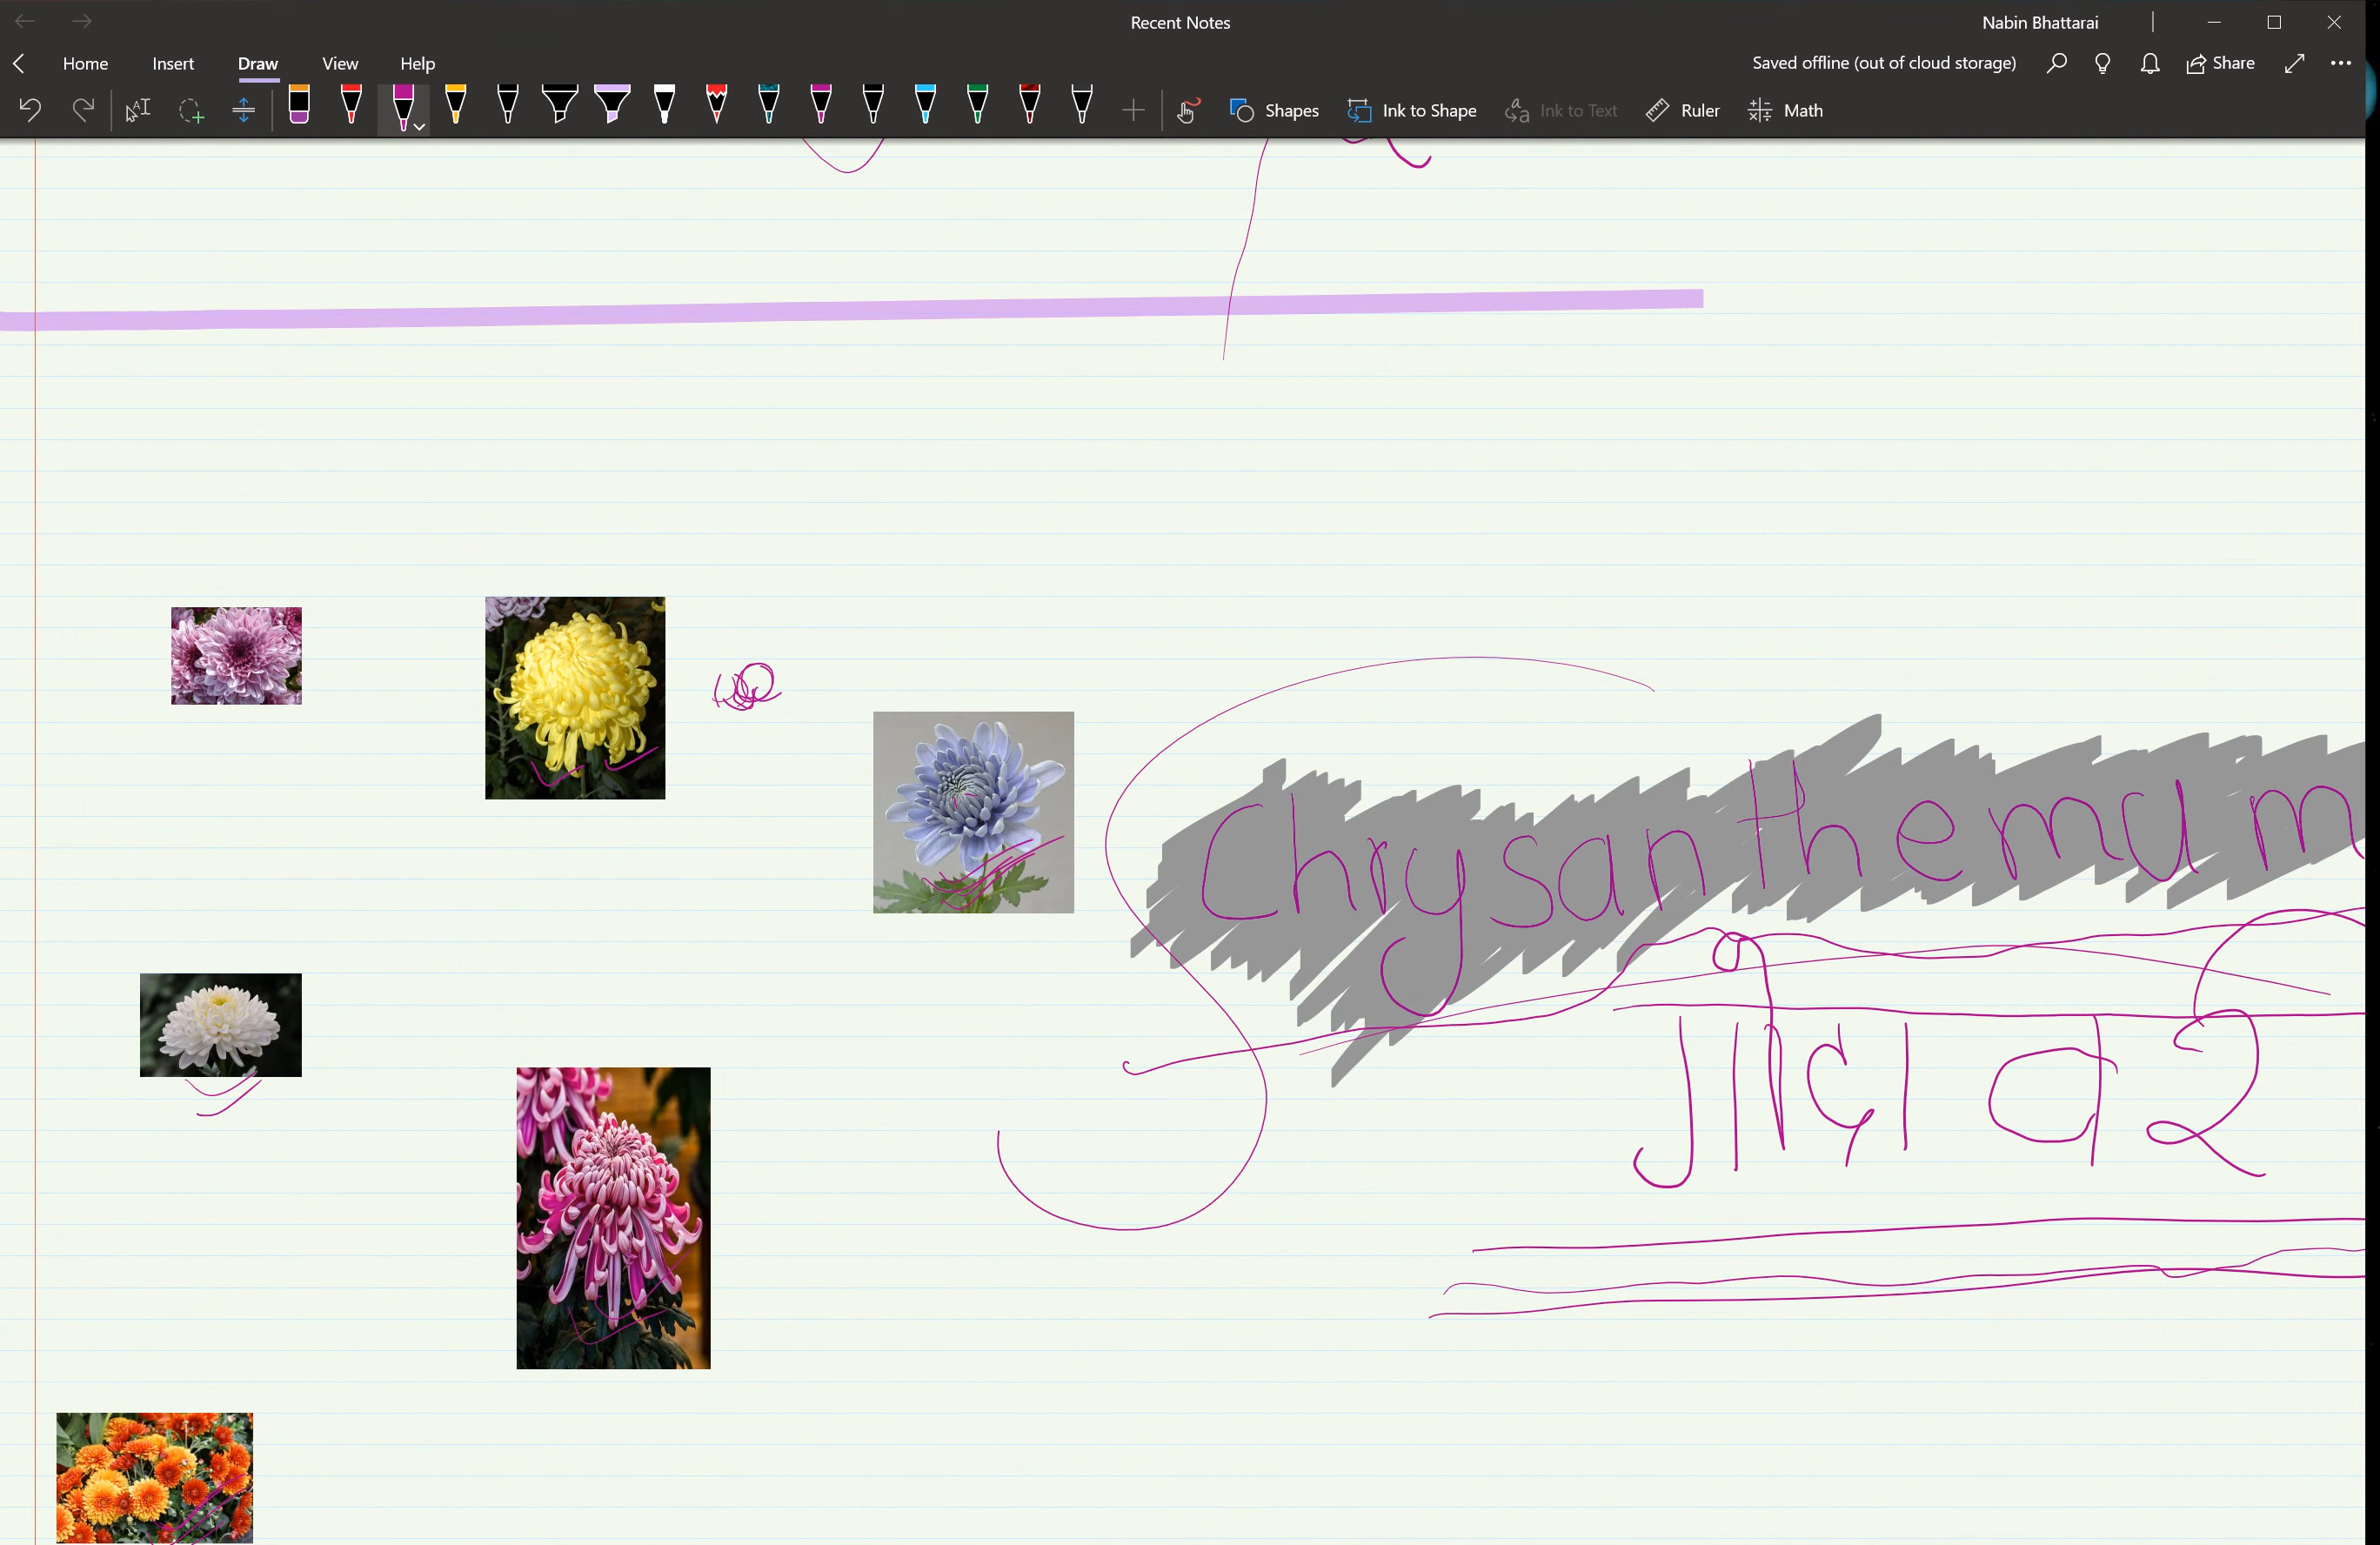 Recent Notes
Nabin Bhattarai
Home Insert Draw View Help
Saved offline (out of cloud storage)
Share
Shapes Ink to Shape Ink to Text Ruler Math
Chrysanthemum
गोदावरी